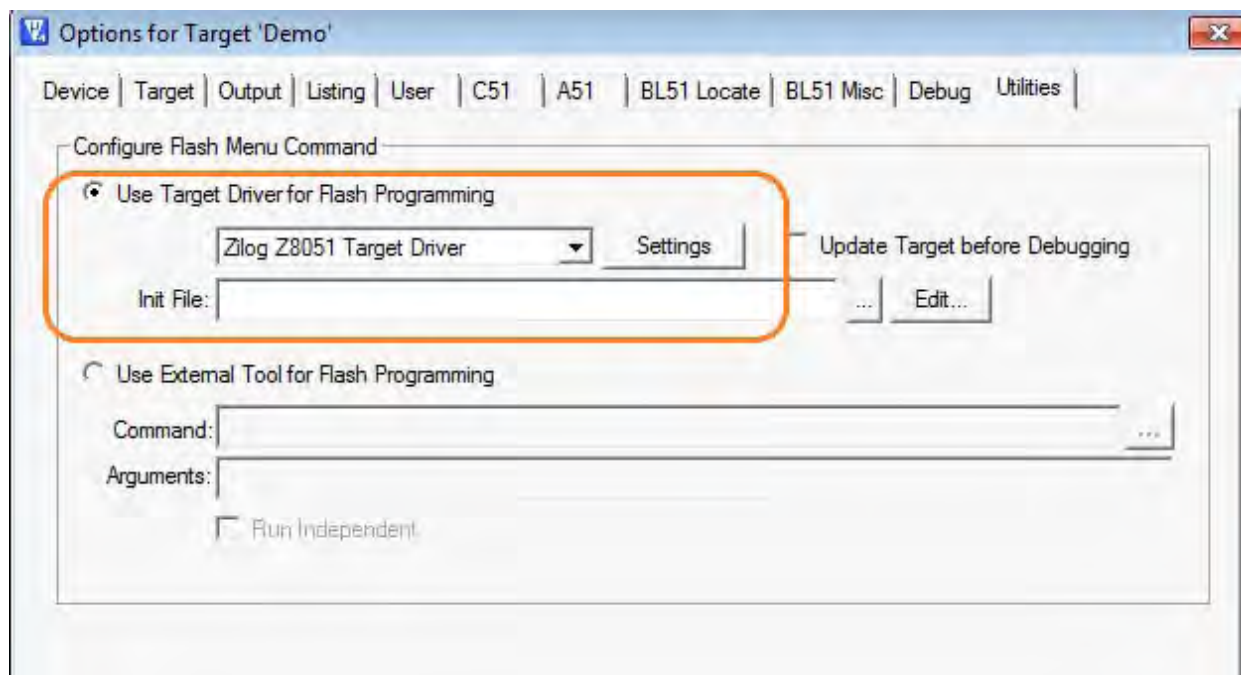 Options for Target 'Demo'
Device | Target | Output | Listing | User | C51 | A51 | BL51 Locate | BL51 Misc | Debug Utilities |
Configure Flash Menu Command
Use Target Driver for Flash Programming
Zilog Z8051 Target Driver Settings Update Target before Debugging
Init File: ... Edit...
Use External Tool for Flash Programming
Command: ...
Arguments:
Run Independent